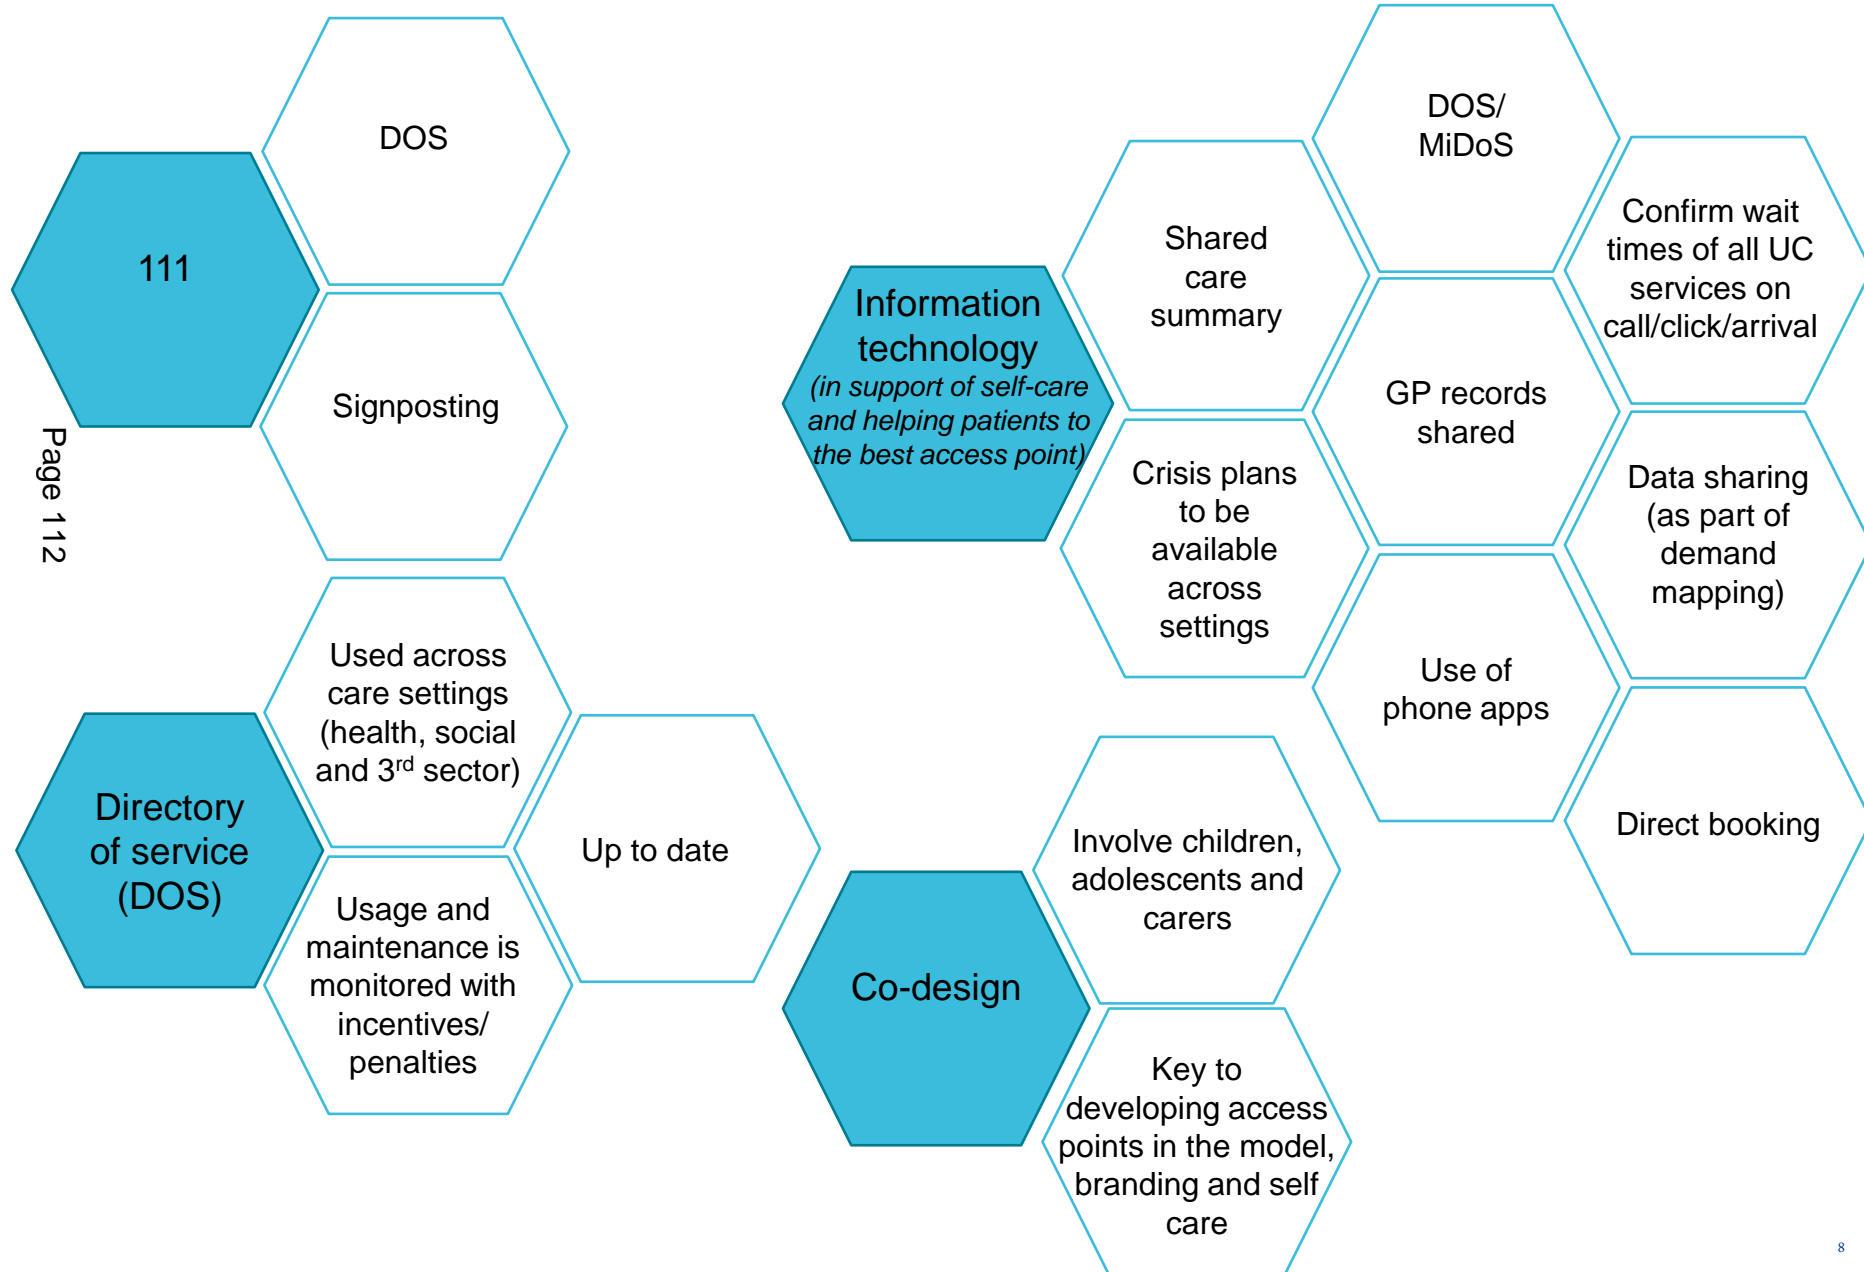 DOS
111
Signposting
Page 112
Used across
care settings
(health, social
and 3rd sector)
Directory
of service
(DOS)
Up to date
Usage and
maintenance is
monitored with
incentives/
penalties
DOS/
MiDoS
Shared
care
summary
Confirm wait
times of all UC
services on
call/click/arrival
Information
technology
(in support of self-care
and helping patients to
the best access point)
GP records
shared
Crisis plans
to be
available
across
settings
Data sharing
(as part of
demand
mapping)
Use of
phone apps
Direct booking
Involve children,
adolescents and
carers
Co-design
Key to
developing access
points in the model,
branding and self
care
8